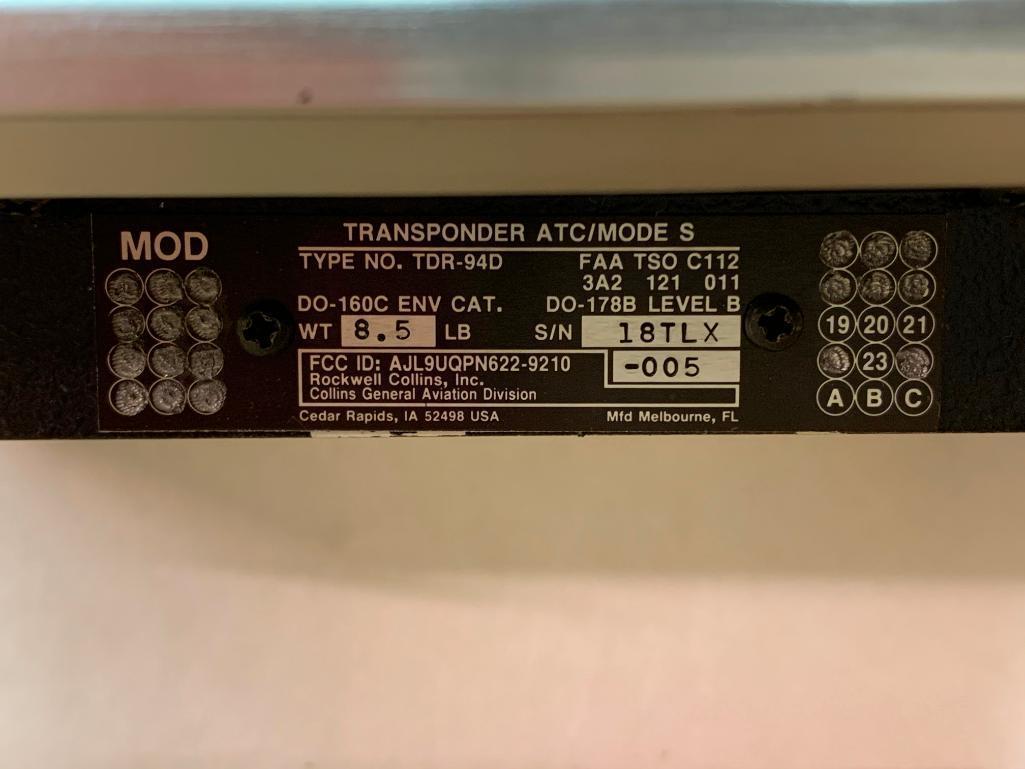 MOD
TRANSPONDER ATC/MODE S
TYPE NO. TDR-94D FAA TSO C112
3A2 121 011
DO-160C ENV CAT. DO-178B LEVEL B
WT 8.5 LB S/N 18TLX
FCC ID: AJL9UQPN622-9210 -005
Rockwell Collins, Inc.
Collins General Aviation Division
Cedar Rapids, IA 52498 USA Mfd Melbourne, FL
19 20 21
23
A B C